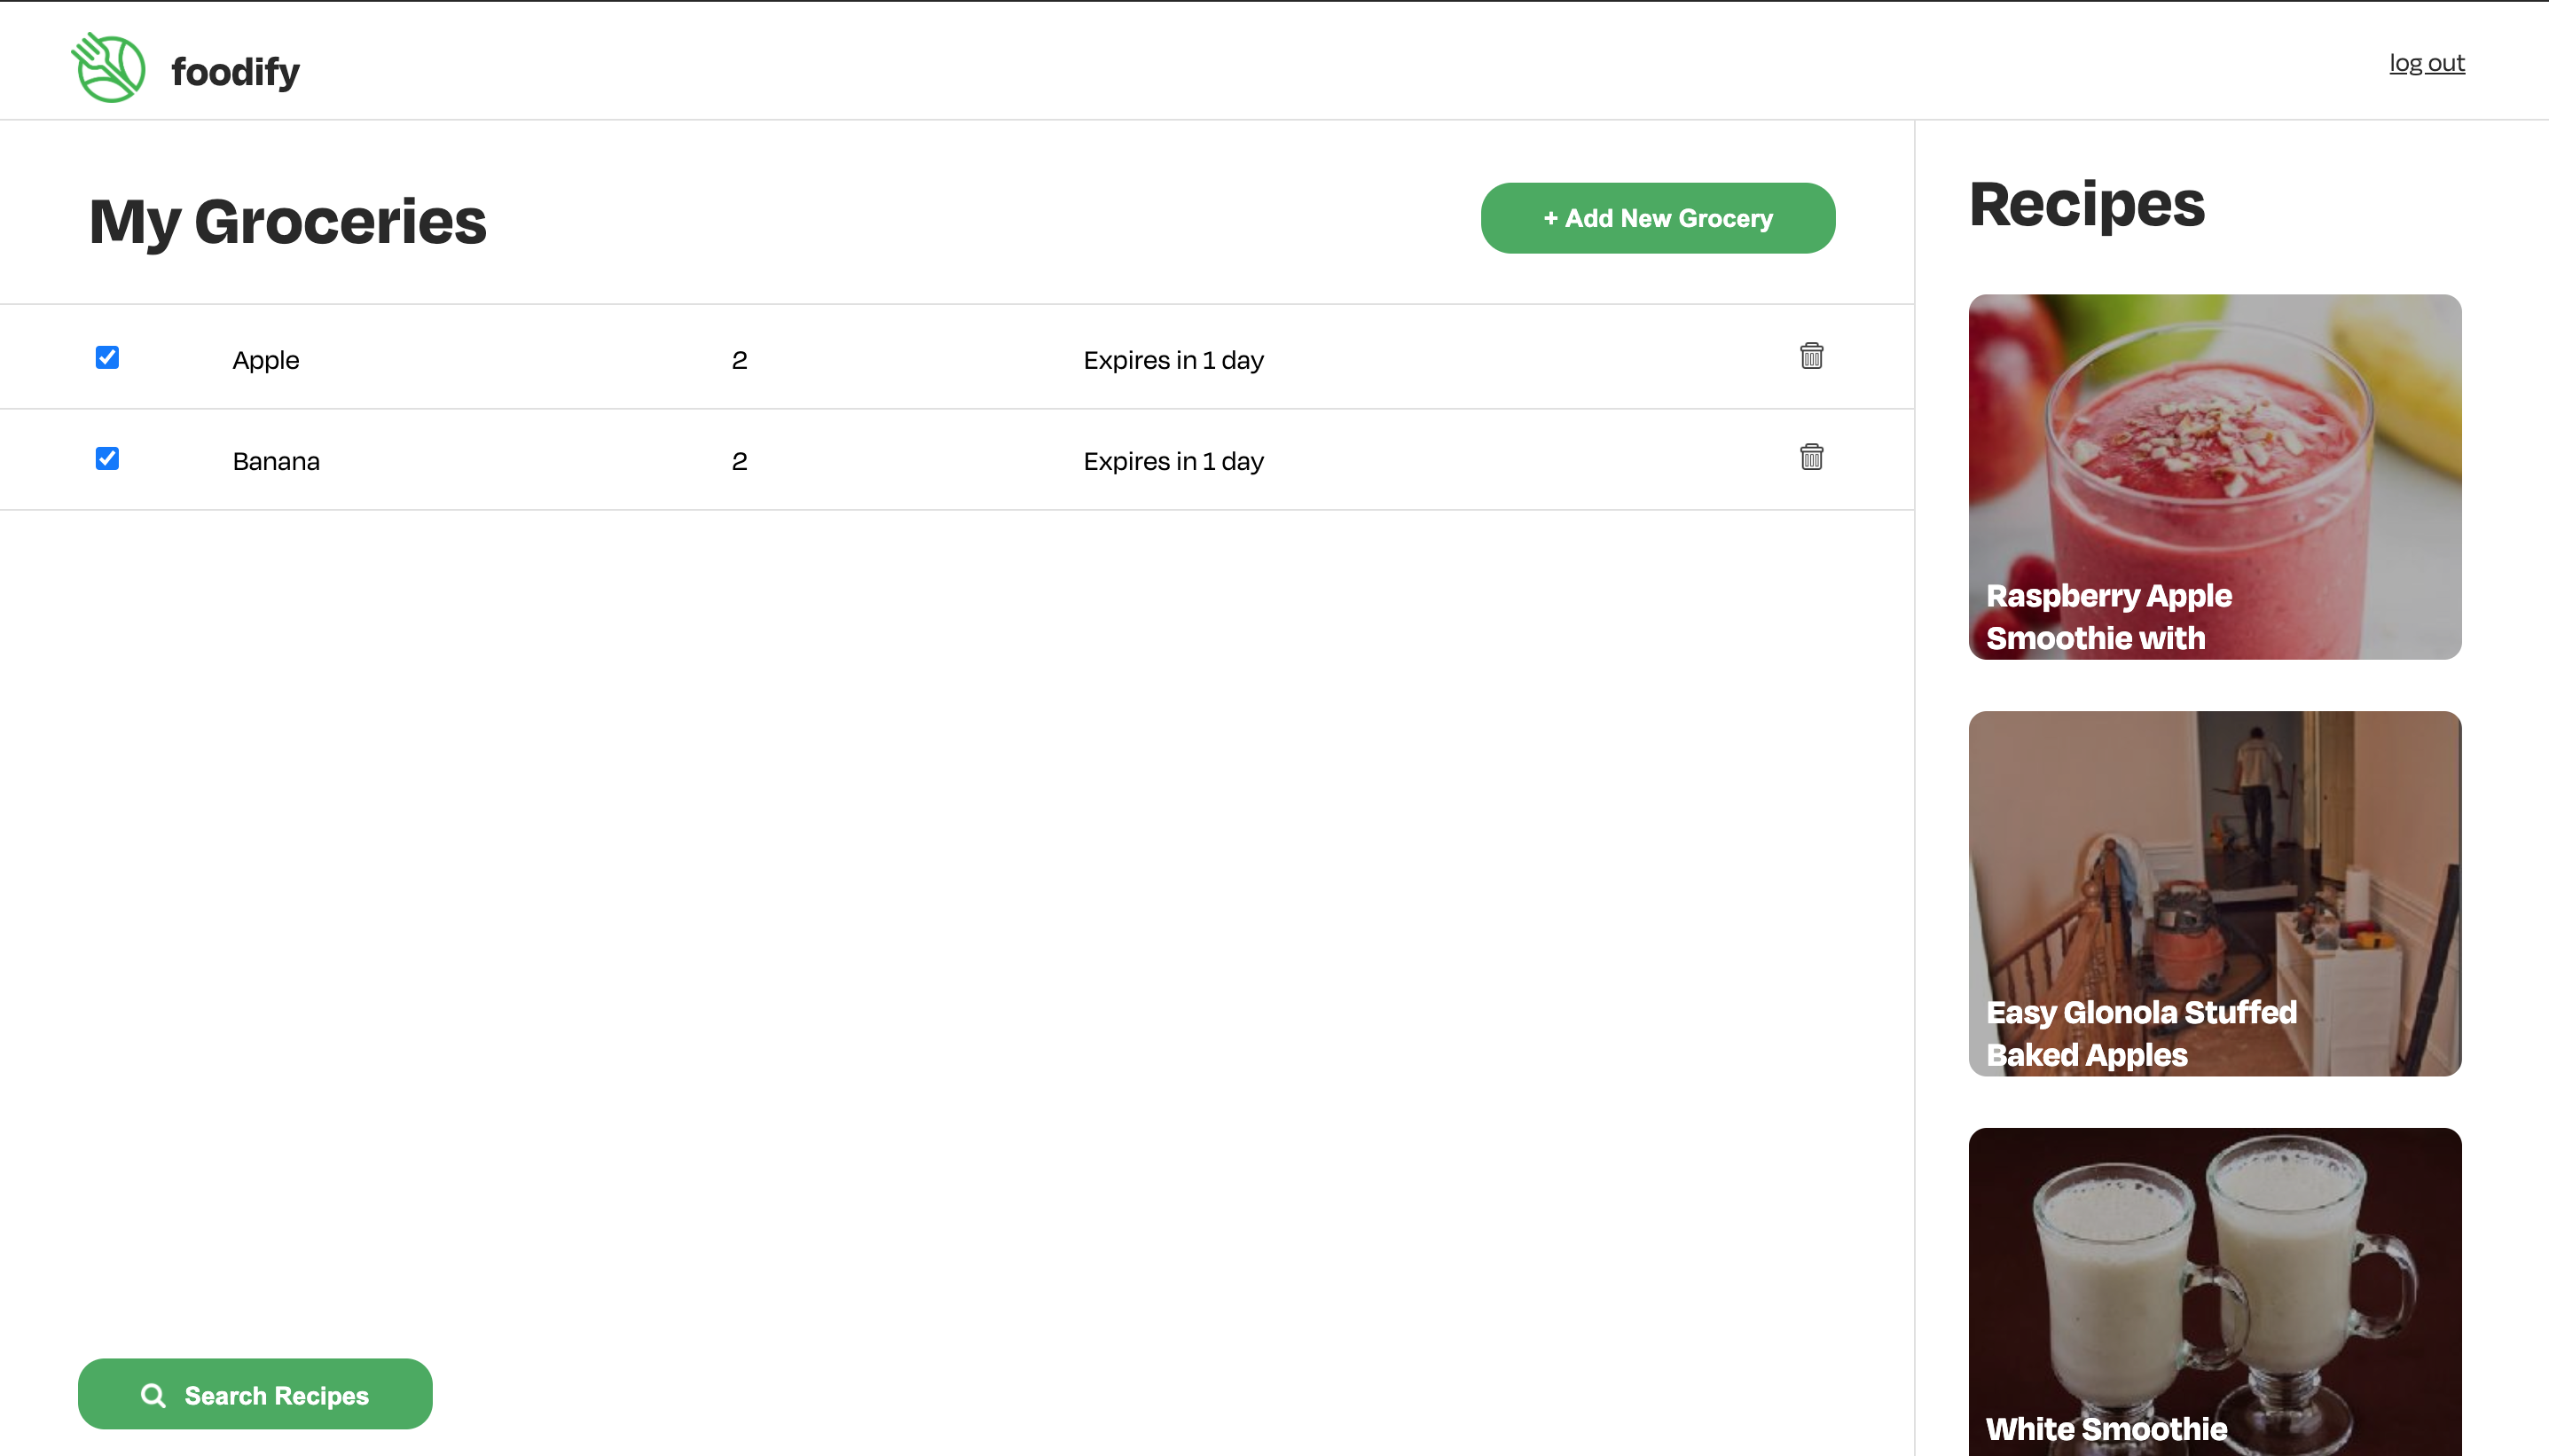 foodify
log out
My Groceries
+ Add New Grocery
Apple 2 Expires in 1 day
Banana 2 Expires in 1 day
Search Recipes
Recipes
Raspberry Apple
Smoothie with
Easy Glonola Stuffed
Baked Apples
White Smoothie